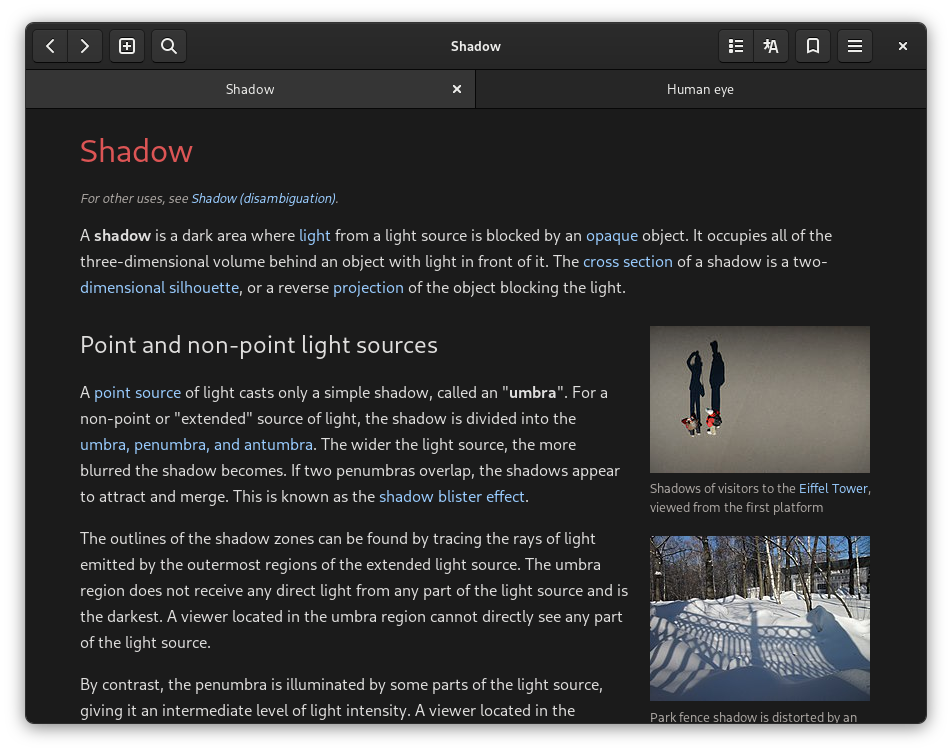 Shadow
Shadow
Human eye
Shadow
For other uses, see Shadow (disambiguation).
A shadow is a dark area where light from a light source is blocked by an opaque object. It occupies all of the
three-dimensional volume behind an object with light in front of it. The cross section of a shadow is a two-
dimensional silhouette, or a reverse projection of the object blocking the light.
Point and non-point light sources
A point source of light casts only a simple shadow, called an "umbra". For a
non-point or "extended" source of light, the shadow is divided into the
umbra, penumbra, and antumbra. The wider the light source, the more
blurred the shadow becomes. If two penumbras overlap, the shadows appear
to attract and merge. This is known as the shadow blister effect.
The outlines of the shadow zones can be found by tracing the rays of light
emitted by the outermost regions of the extended light source. The umbra
region does not receive any direct light from any part of the light source and is
the darkest. A viewer located in the umbra region cannot directly see any part
of the light source.
By contrast, the penumbra is illuminated by some parts of the light source,
giving it an intermediate level of light intensity. A viewer located in the
Shadows of visitors to the Eiffel Tower,
viewed from the first platform
Park fence shadow is distorted by an